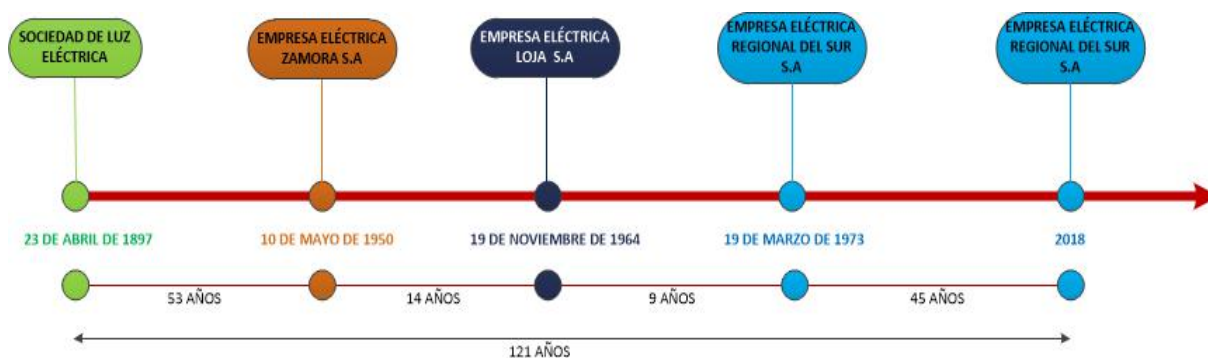 SOCIEDAD DE LUZ
ELÉCTRICA
EMPRESA ELÉCTRICA
ZAMORA S.A
EMPRESA ELÉCTRICA
LOJA S.A
EMPRESA ELÉCTRICA
REGIONAL DEL SUR
S.A
EMPRESA ELÉCTRICA
REGIONAL DEL SUR
S.A
23 DE ABRIL DE 1897
10 DE MAYO DE 1950
19 DE NOVIEMBRE DE 1964
19 DE MARZO DE 1973
2018
53 AÑOS
14 AÑOS
9 AÑOS
45 AÑOS
121 AÑOS